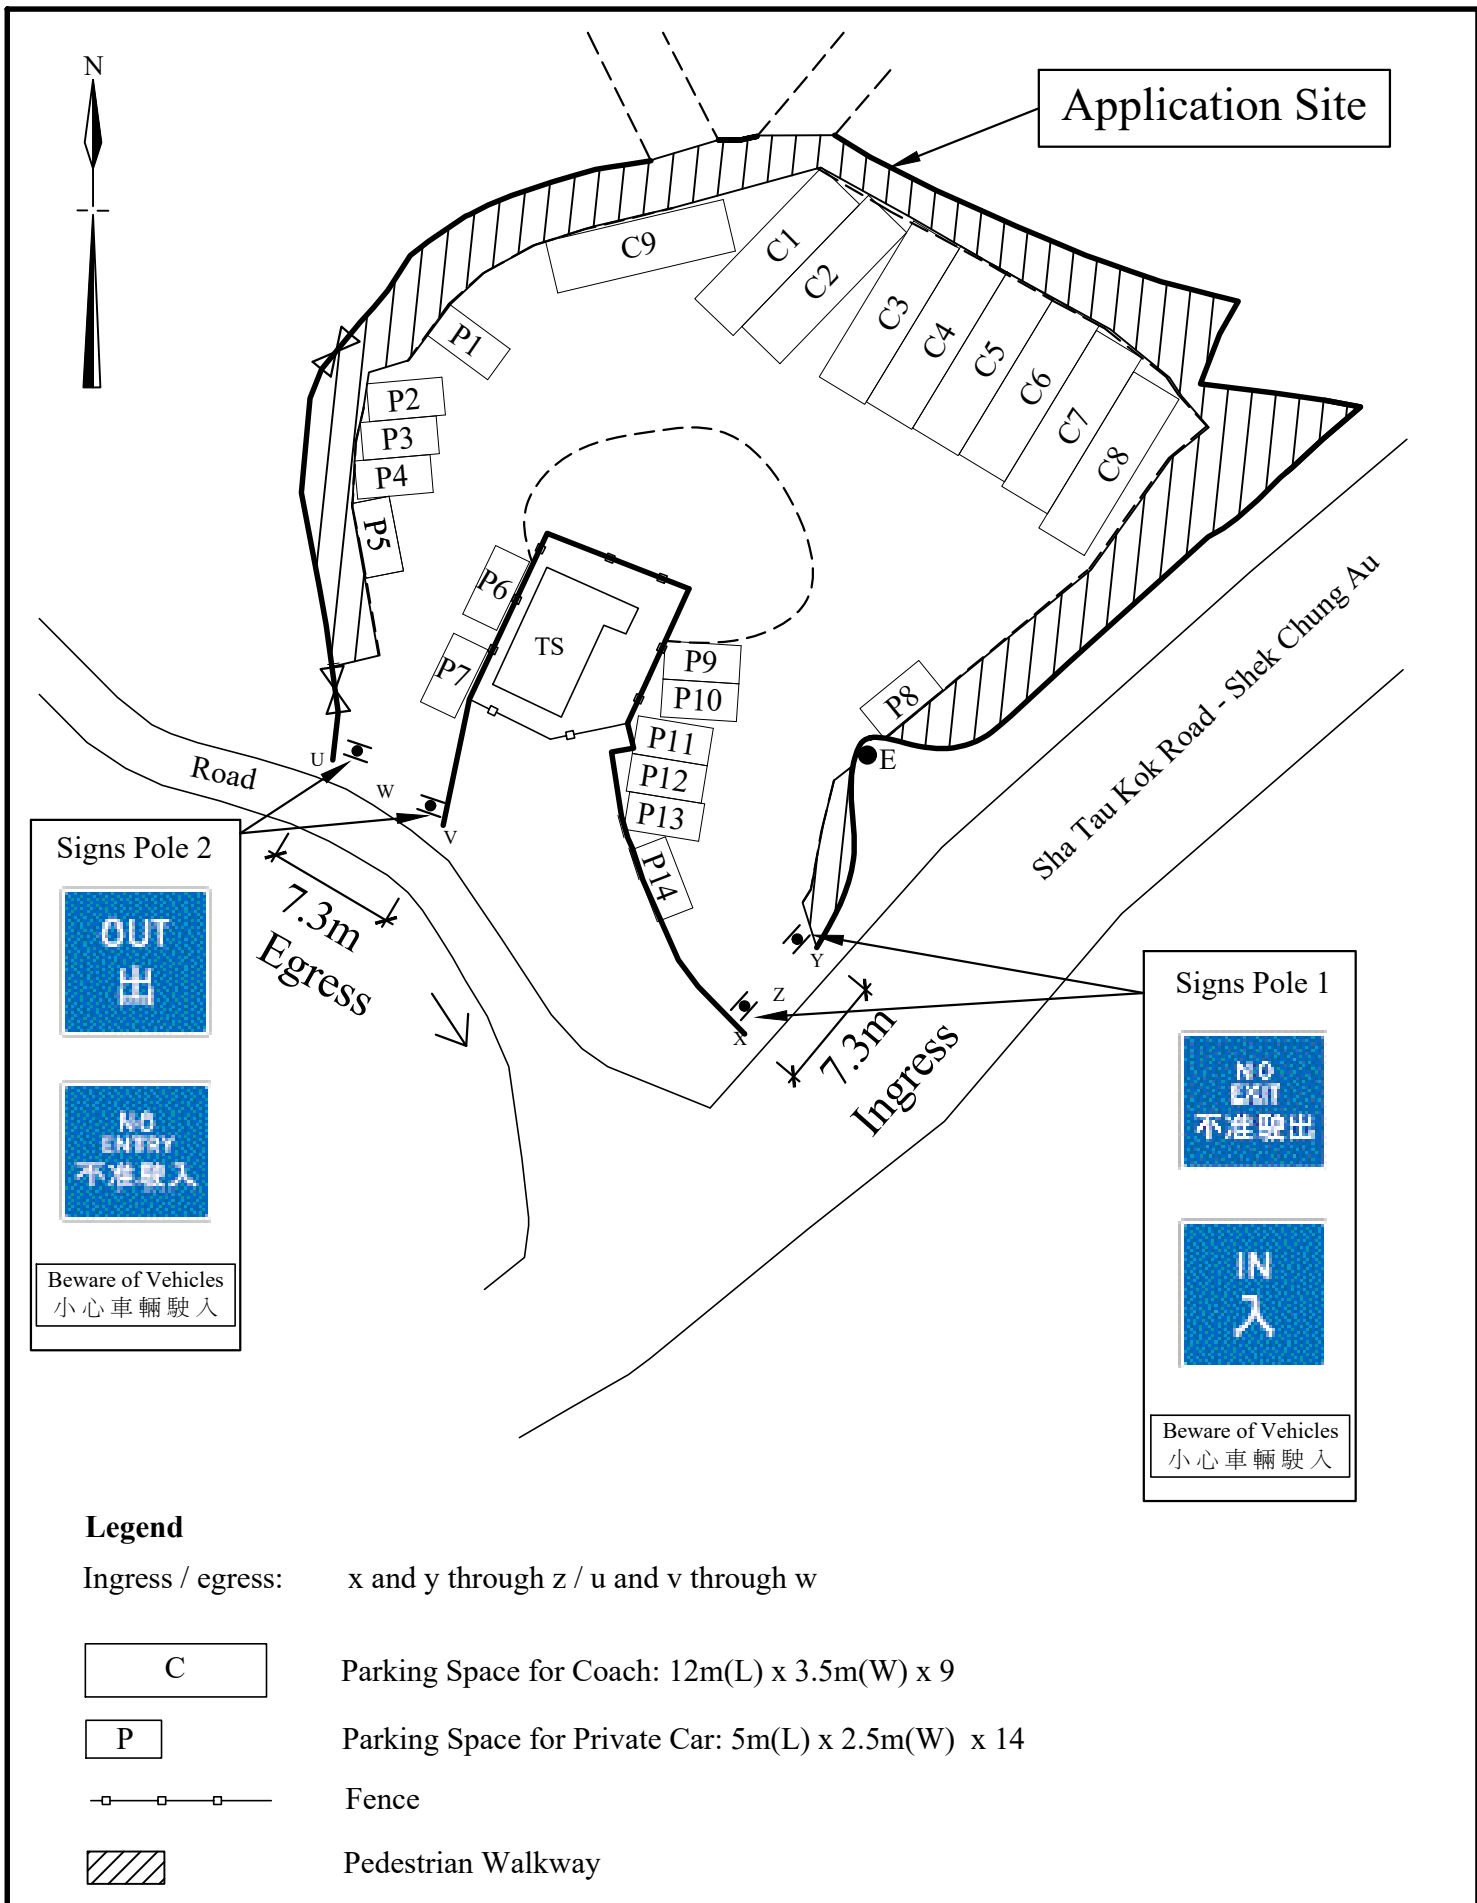 N
Application Site
C9
C1
C2
C3
C4
C5
C6
C7
C8
P1
P2
P3
P4
P5
P6
P7
TS
P9
P10
P11
P12
P13
P14
P8
E
Sha Tau Kok Road - Shek Chung Au
U
W
V
Road
Y
Z
X
7.3m
Egress
7.3m
Ingress
Signs Pole 2
OUT
出
NO
ENTRY
不准駛入
Beware of Vehicles
小心車輛駛入
Signs Pole 1
NO
EXIT
不准駛出
IN
入
Beware of Vehicles
小心車輛駛入
Legend
Ingress / egress: x and y through z / u and v through w
C Parking Space for Coach: 12m(L) x 3.5m(W) x 9
P Parking Space for Private Car: 5m(L) x 2.5m(W) x 14
Fence
Pedestrian Walkway